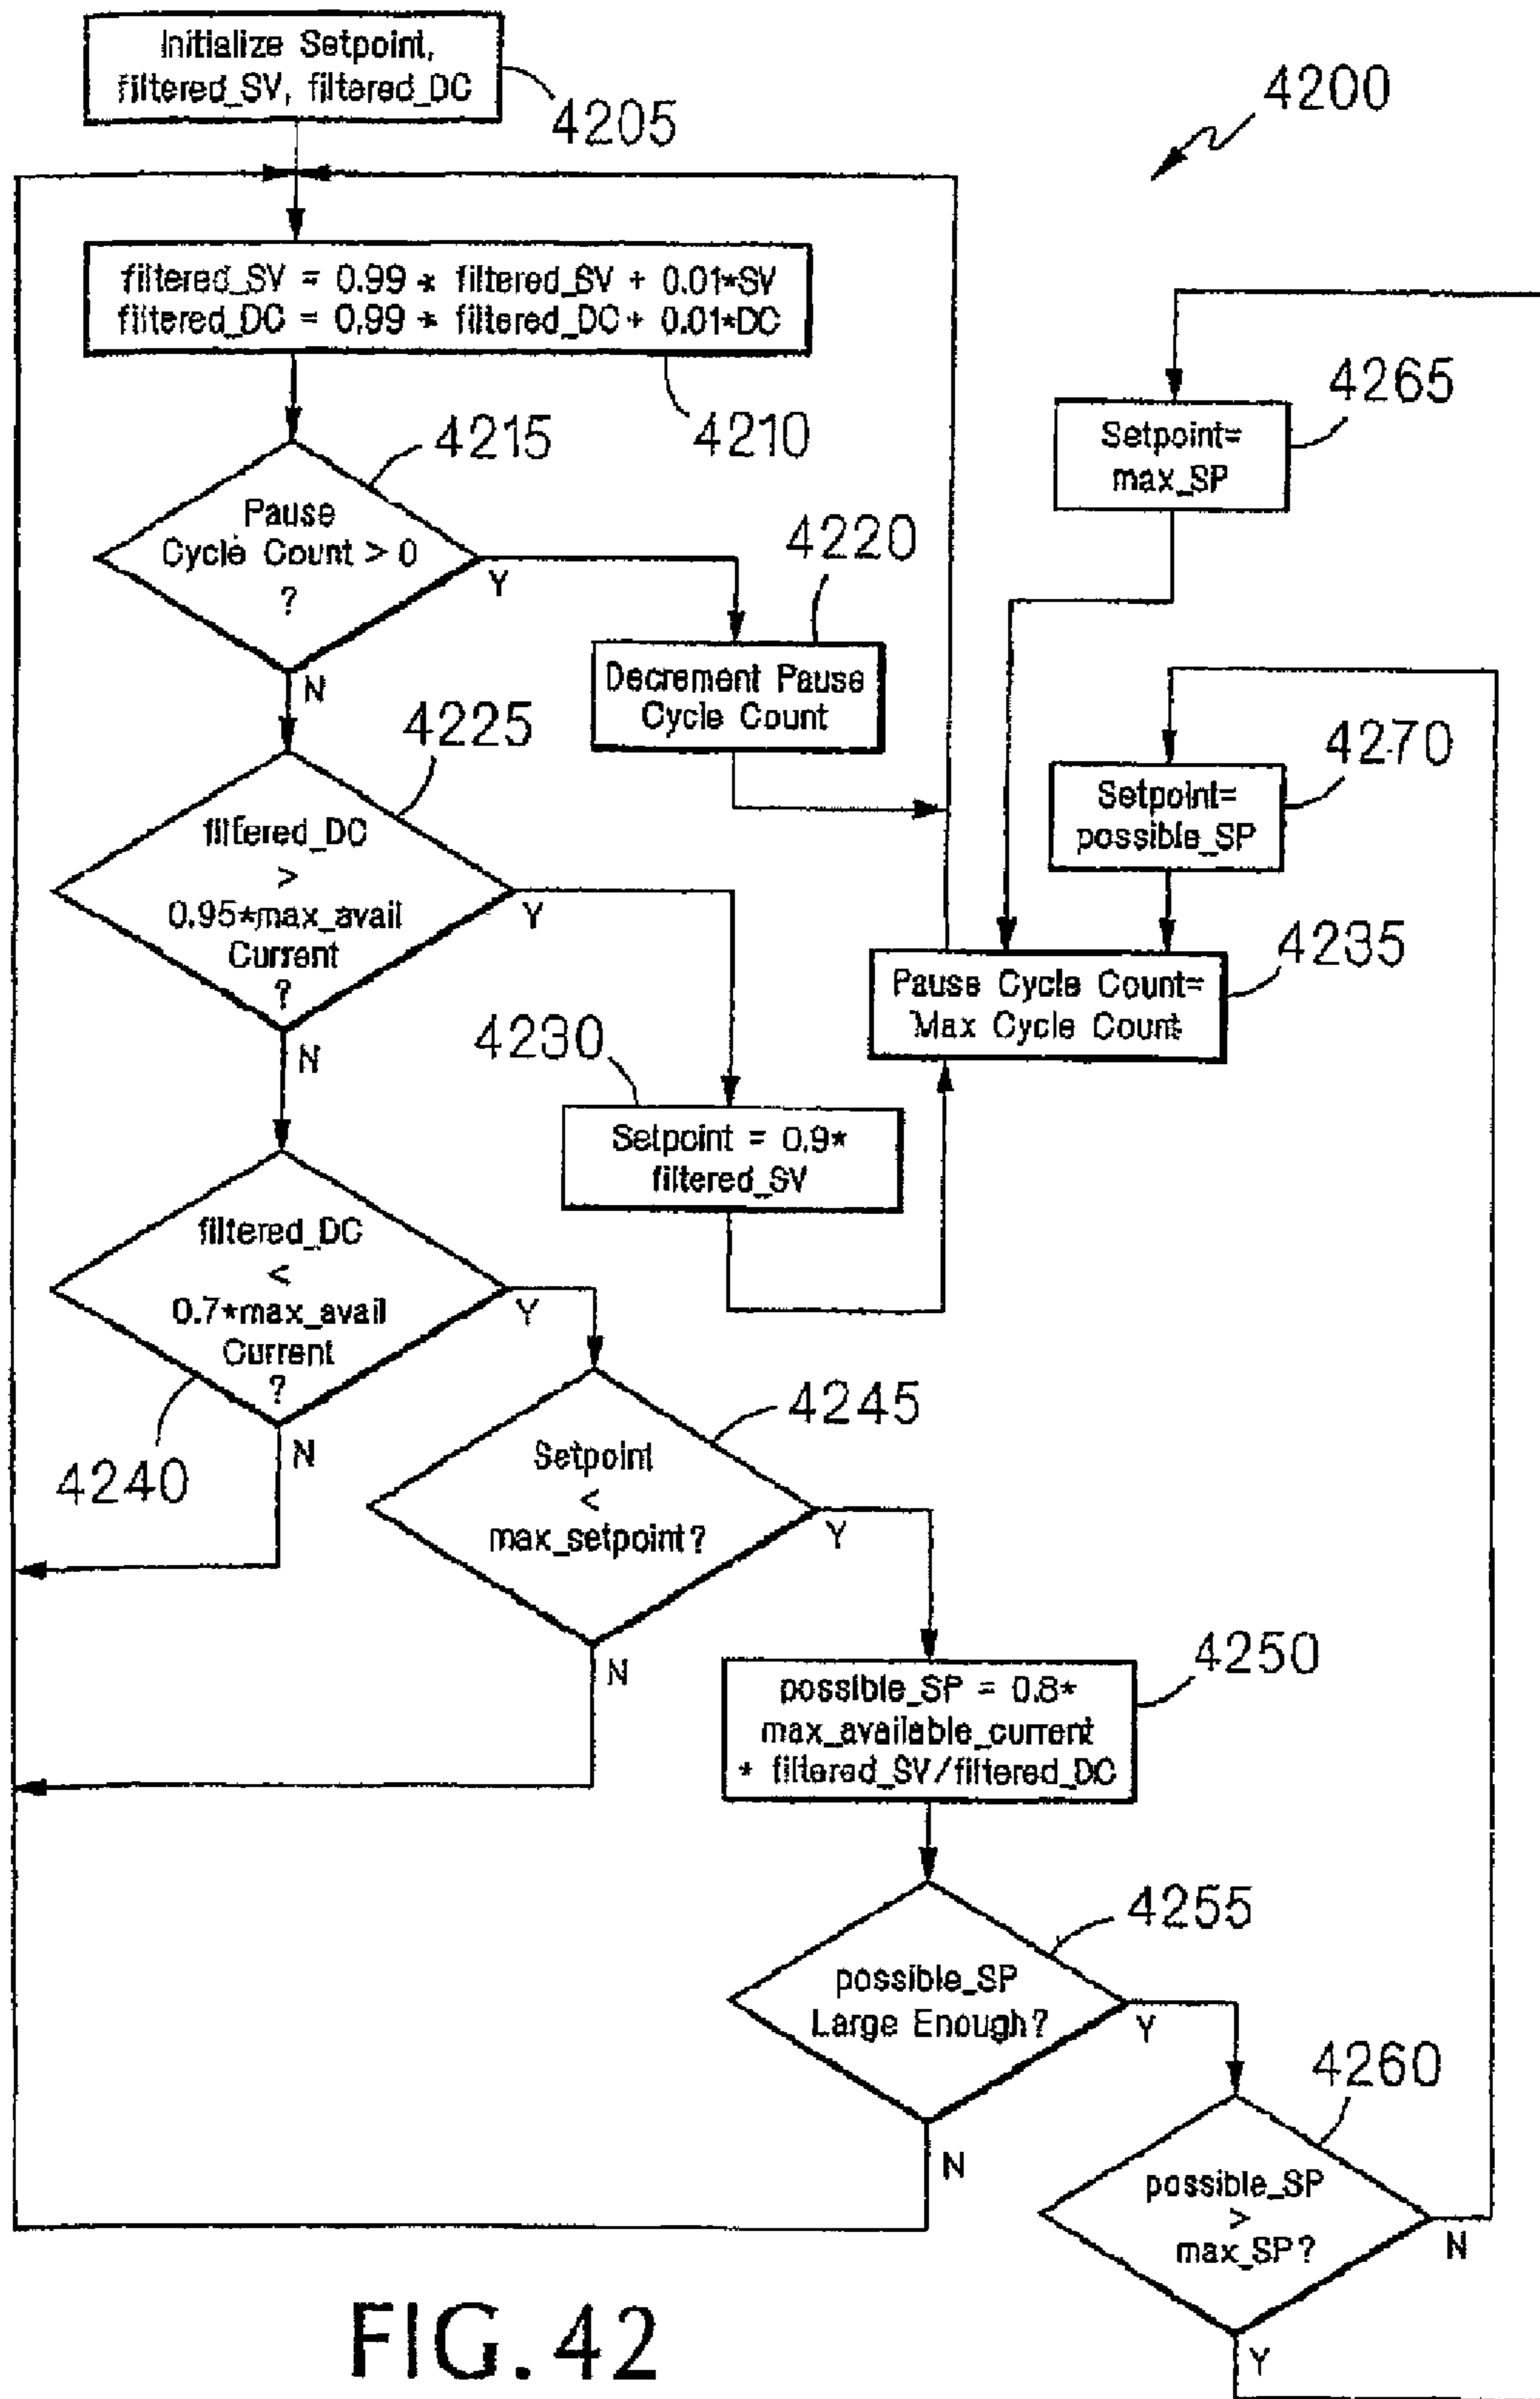 Initialize Setpoint,
filtered_SV, filtered_DC
4205
4200
filtered_SV = 0.99 * filtered_SV + 0.01*SV
filtered_DC = 0.99 * filtered_DC + 0.01*DC
4210
4215
Pause
Cycle Count > 0
?
Y
N
4220
Decrement Pause
Cycle Count
4265
Setpoint=
max_SP
4225
filtered_DC
>
0.95*max_avail
Current
?
Y
N
4270
Setpoint=
possible_SP
4235
Pause Cycle Count=
Max Cycle Count
4230
Setpoint = 0.9*
filtered_SV
filtered_DC
<
0.7*max_avail
Current
?
Y
N
4240
4245
Setpoint
<
max_setpoint?
Y
N
4250
possible_SP = 0.8*
max_available_current
* filtered_SV/filtered_DC
4255
possible_SP
Large Enough?
Y
N
4260
possible_SP
>
max_SP?
N
Y
FIG. 42